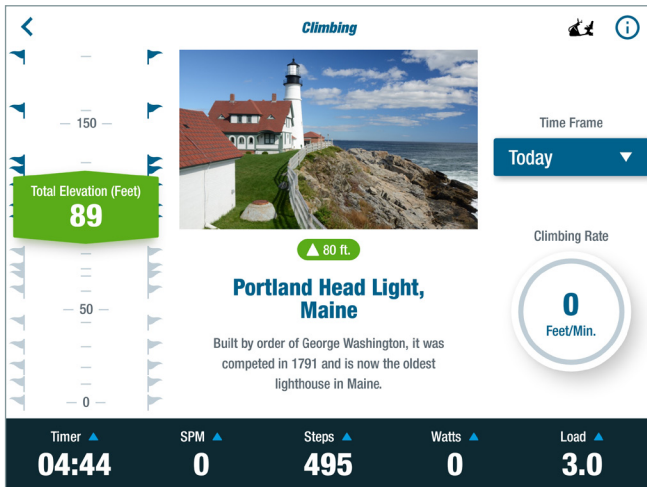 Climbing
150
Total Elevation (Feet)
89
50
0
80 ft.
Portland Head Light,
Maine
Built by order of George Washington, it was
competed in 1791 and is now the oldest
lighthouse in Maine.
Time Frame
Today
Climbing Rate
0
Feet/Min.
Timer
04:44
SPM
0
Steps
495
Watts
0
Load
3.0